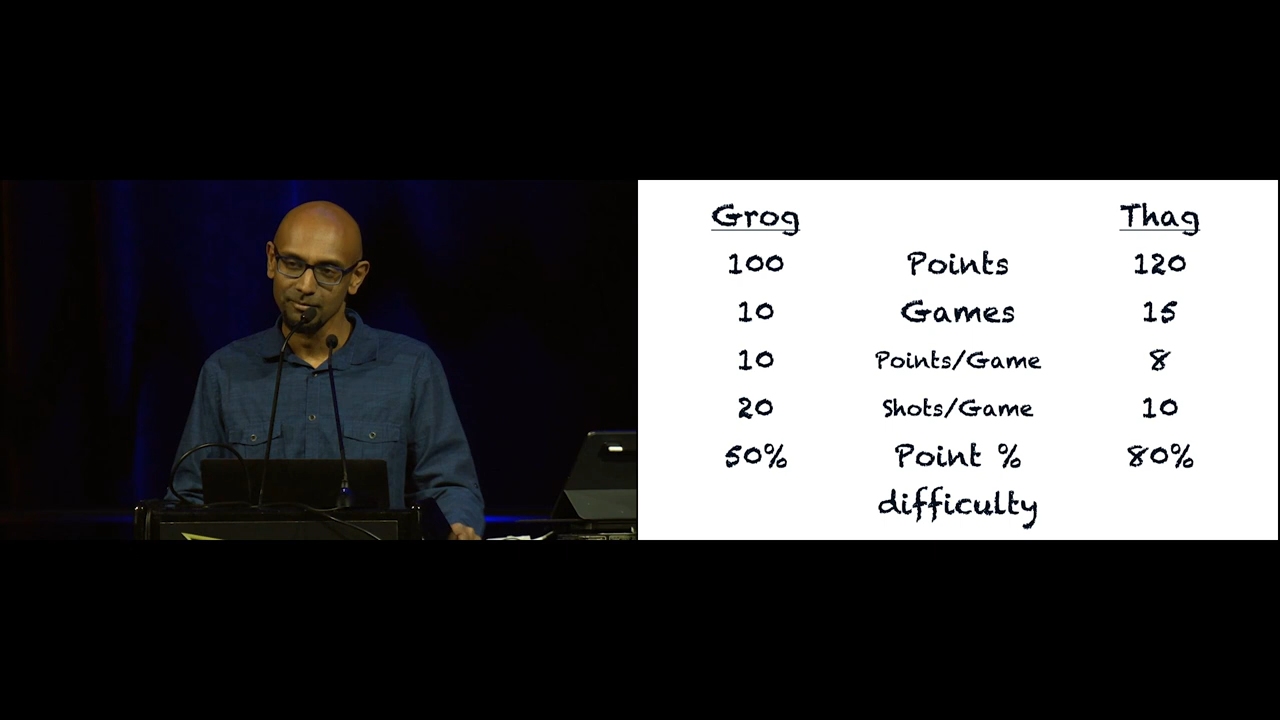 Grog Thag
100 Points 120
10 Games 15
10 Points/Game 8
20 Shots/Game 10
50% Point % 80%
difficulty